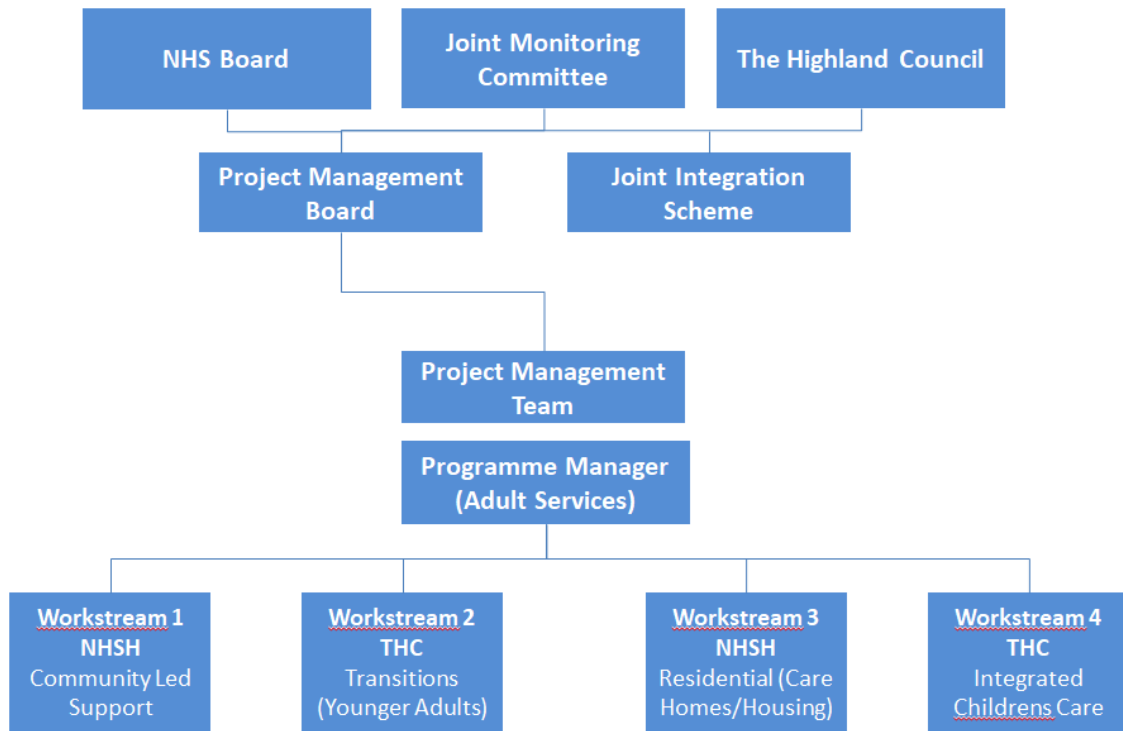 NHS Board
Joint Monitoring
Committee
The Highland Council
Project Management
Board
Joint Integration
Scheme
Project Management
Team
Programme Manager
(Adult Services)
Workstream 1
NHSH
Community Led
Support
Workstream 2
THC
Transitions
(Younger Adults)
Workstream 3
NHSH
Residential (Care
Homes/Housing)
Workstream 4
THC
Integrated
Childrens Care